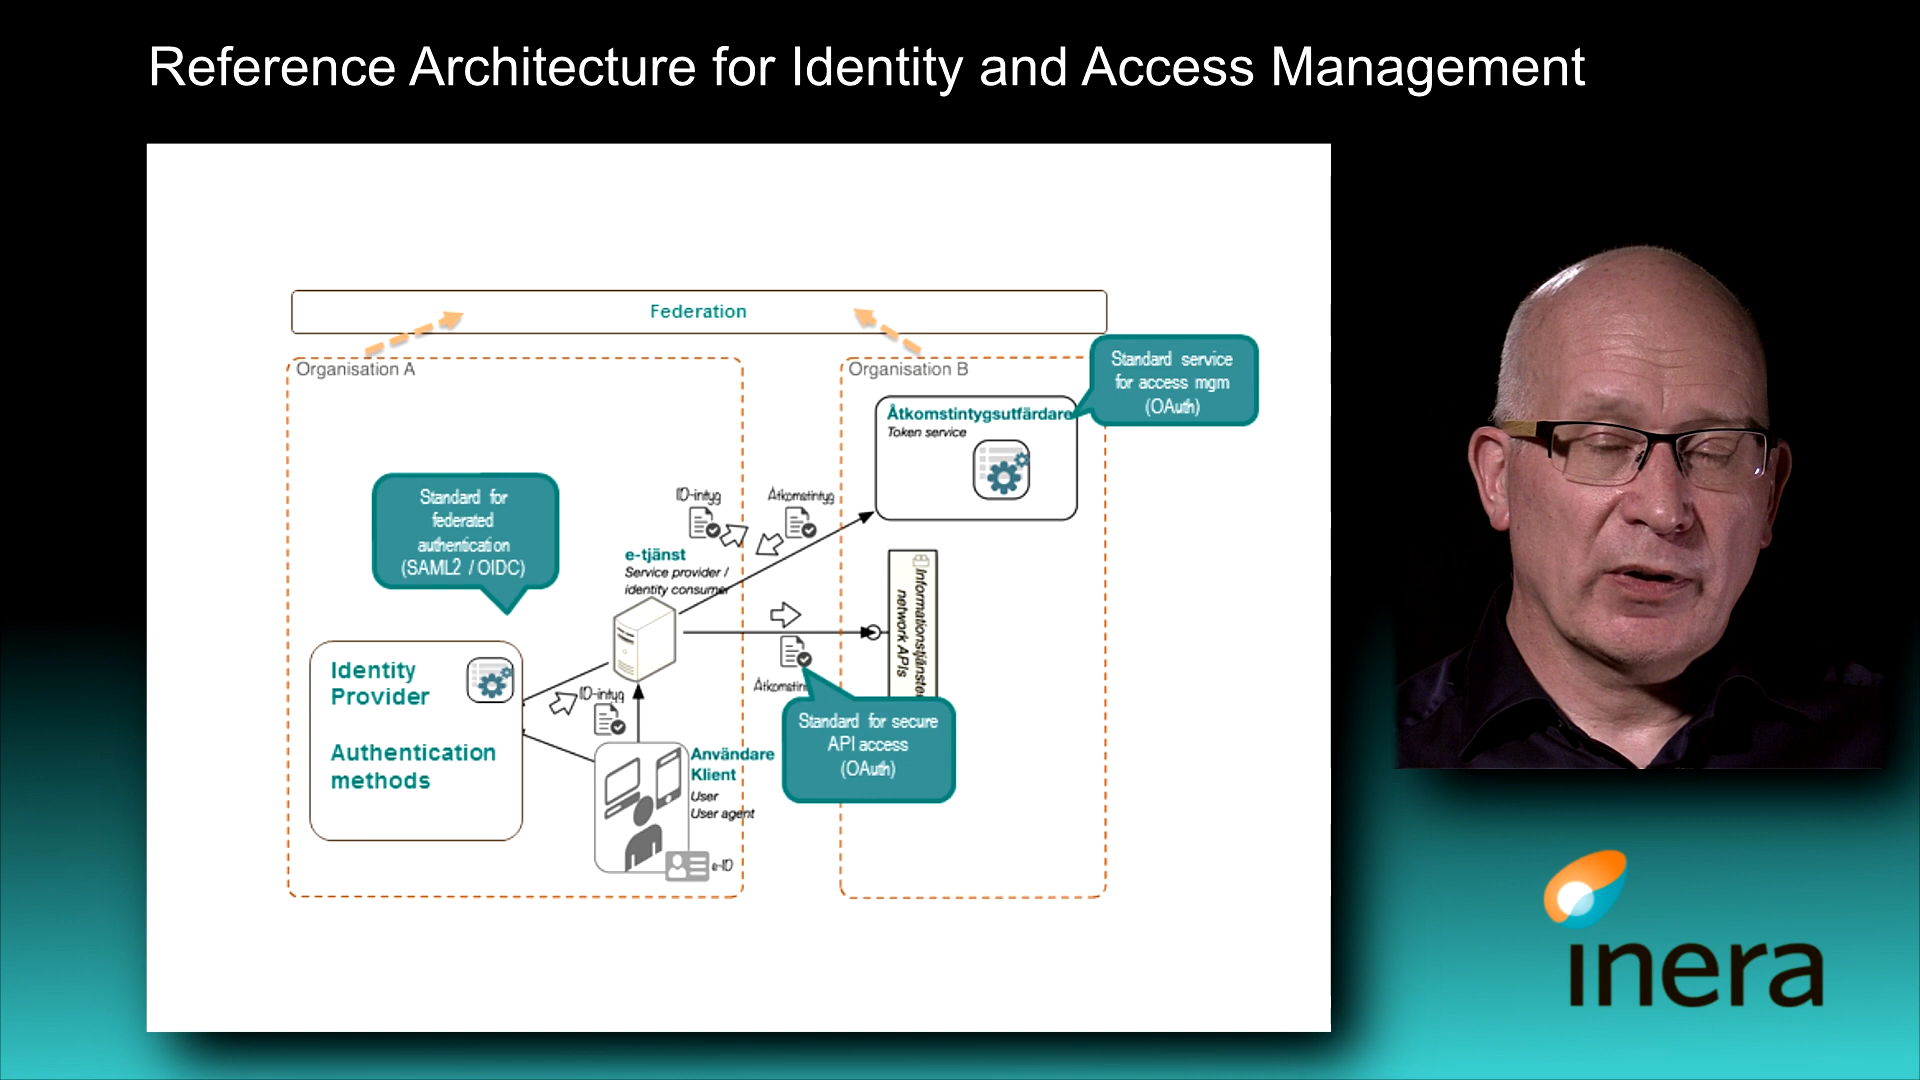 Reference Architecture for Identity and Access Management
Federation
Organisation A
Organisation B
Standard service
for access mgm
(OAuth)
Åtkomstintygsutfärdare
Token service
Standard for
federated
authentication
(SAML2 / OIDC)
ID-intyg
Åtkomstintyg
e-tjänst
Service provider /
identity consumer
Informationstjänster
network APIs
Identity
Provider
Authentication
methods
ID-intyg
Standard for secure
API access
(OAuth)
Användare
Klient
User
User agent
e-ID
inera